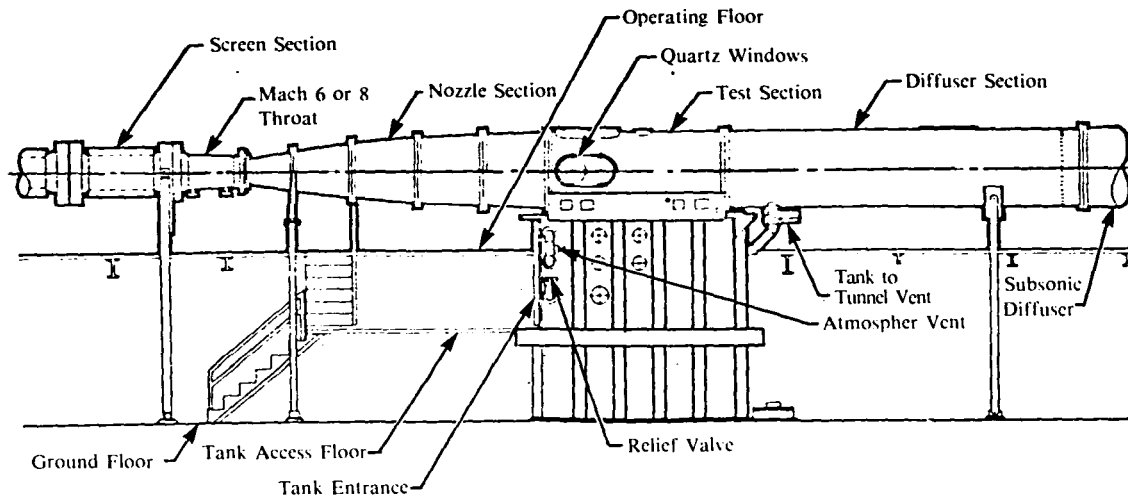 Operating Floor
Screen Section
Quartz Windows
Mach 6 or 8
Throat
Nozzle Section
Test Section
Diffuser Section
Tank to
Tunnel Vent
Subsonic
Diffuser
Atmospher Vent
Ground Floor
Tank Access Floor
Relief Valve
Tank Entrance